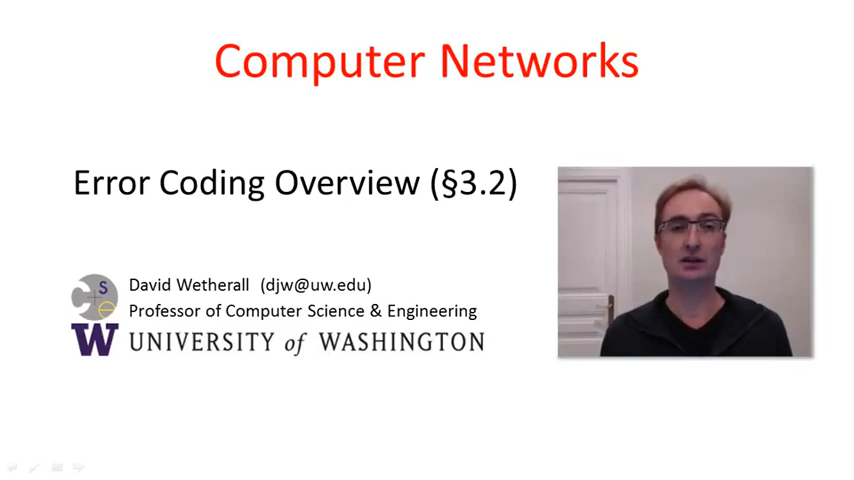 Computer Networks
Error Coding Overview (§3.2)
David Wetherall (djw@uw.edu)
Professor of Computer Science & Engineering
UNIVERSITY of WASHINGTON
cse
W